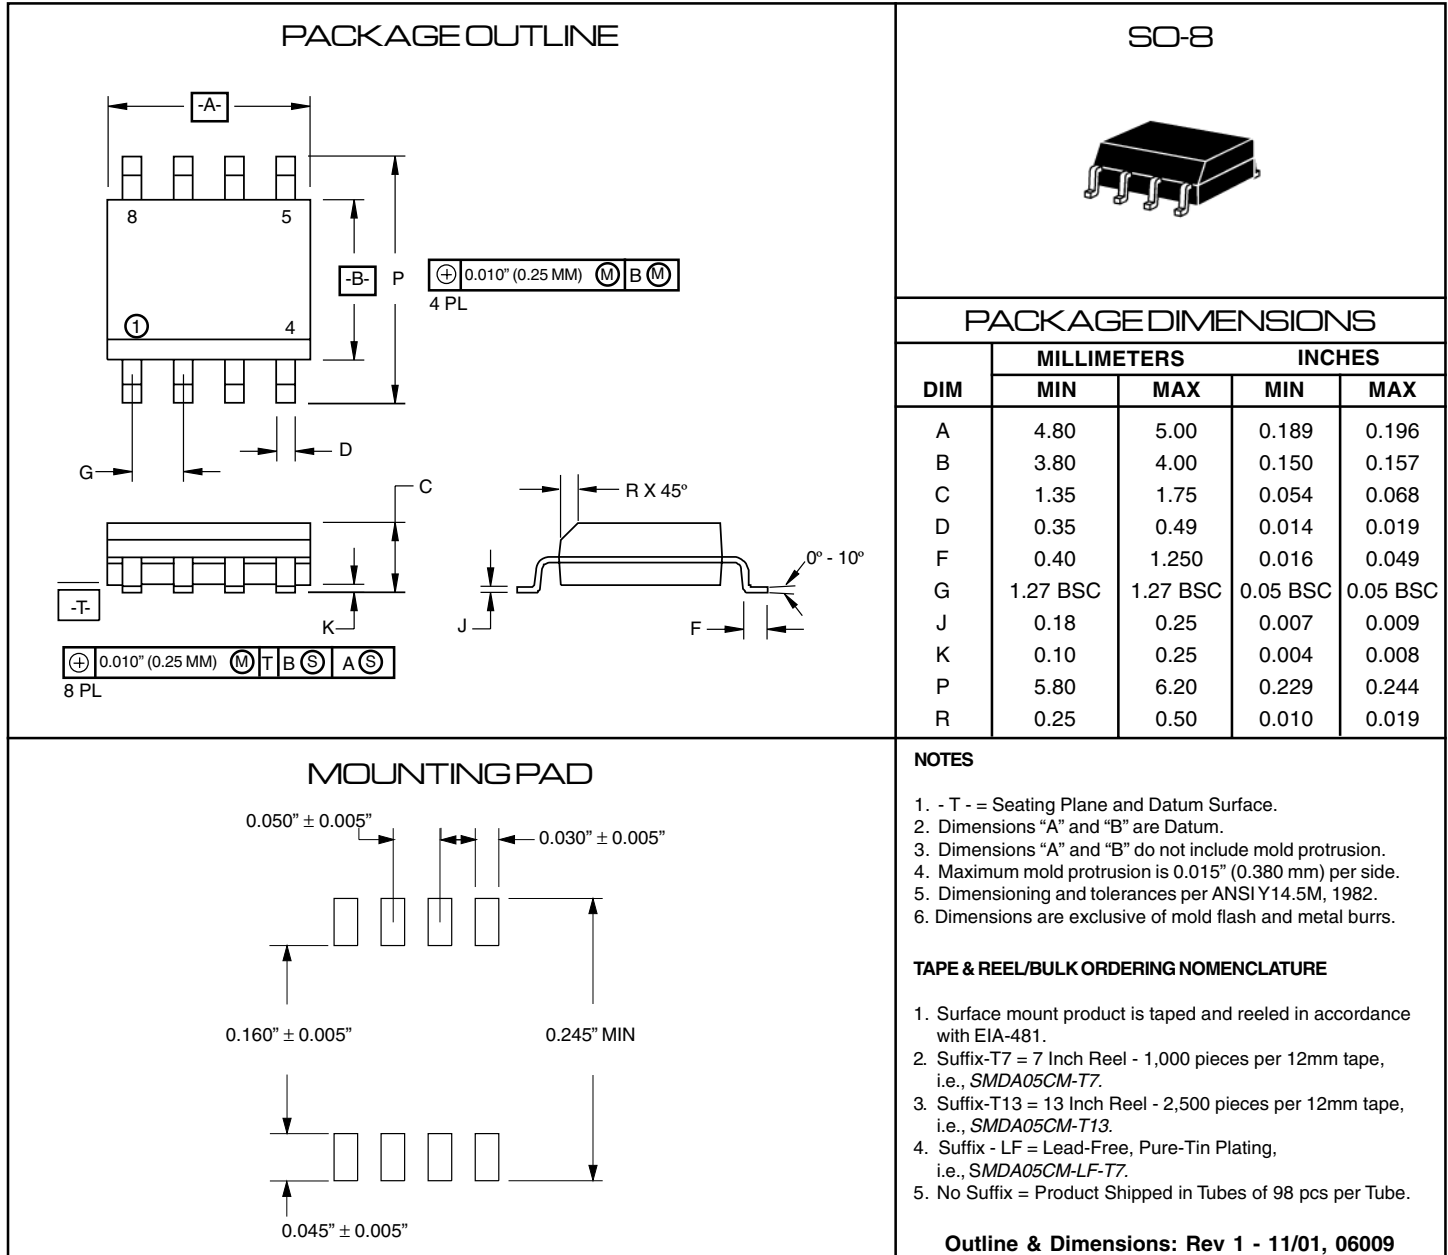 PACKAGE OUTLINE
-A-
8 5
-B- P
⌖ 0.010” (0.25 MM) Ⓜ B Ⓜ
4 PL
① 4
D
G
C
R X 45º
0º - 10º
-T-
K
J
F
⌖ 0.010” (0.25 MM) Ⓜ T B Ⓢ A Ⓢ
8 PL
SO-8
PACKAGE DIMENSIONS
MILLIMETERS INCHES
DIM MIN MAX MIN MAX
A 4.80 5.00 0.189 0.196
B 3.80 4.00 0.150 0.157
C 1.35 1.75 0.054 0.068
D 0.35 0.49 0.014 0.019
F 0.40 1.250 0.016 0.049
G 1.27 BSC 1.27 BSC 0.05 BSC 0.05 BSC
J 0.18 0.25 0.007 0.009
K 0.10 0.25 0.004 0.008
P 5.80 6.20 0.229 0.244
R 0.25 0.50 0.010 0.019
MOUNTING PAD
0.050” ± 0.005”
0.030” ± 0.005”
0.160” ± 0.005”
0.245” MIN
0.045” ± 0.005”
NOTES
1. - T - = Seating Plane and Datum Surface.
2. Dimensions “A” and “B” are Datum.
3. Dimensions “A” and “B” do not include mold protrusion.
4. Maximum mold protrusion is 0.015” (0.380 mm) per side.
5. Dimensioning and tolerances per ANSI Y14.5M, 1982.
6. Dimensions are exclusive of mold flash and metal burrs.
TAPE & REEL/BULK ORDERING NOMENCLATURE
1. Surface mount product is taped and reeled in accordance
with EIA-481.
2. Suffix-T7 = 7 Inch Reel - 1,000 pieces per 12mm tape,
i.e., SMDA05CM-T7.
3. Suffix-T13 = 13 Inch Reel - 2,500 pieces per 12mm tape,
i.e., SMDA05CM-T13.
4. Suffix - LF = Lead-Free, Pure-Tin Plating,
i.e., SMDA05CM-LF-T7.
5. No Suffix = Product Shipped in Tubes of 98 pcs per Tube.
Outline & Dimensions: Rev 1 - 11/01, 06009